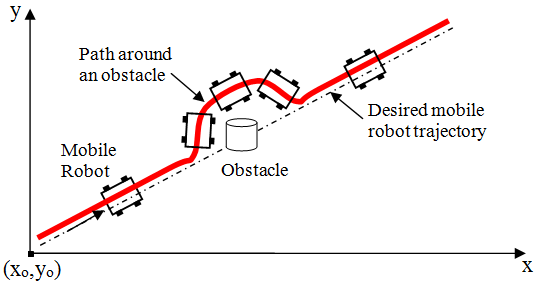 y
Path around
an obstacle
Desired mobile
robot trajectory
Mobile
Robot
Obstacle
(xₒ,yₒ)
x